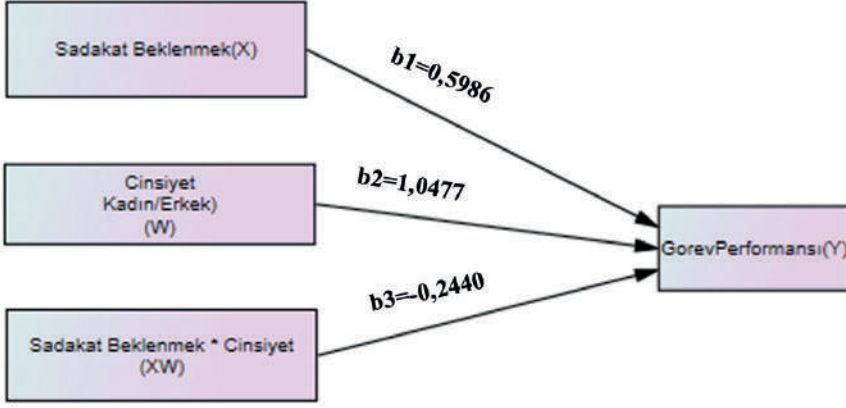 Sadakat Beklenmek(X)
b1=0,5986
Cinsiyet
Kadın/Erkek)
(W)
b2=1,0477
GorevPerformansı(Y)
b3=-0,2440
Sadakat Beklenmek * Cinsiyet
(XW)